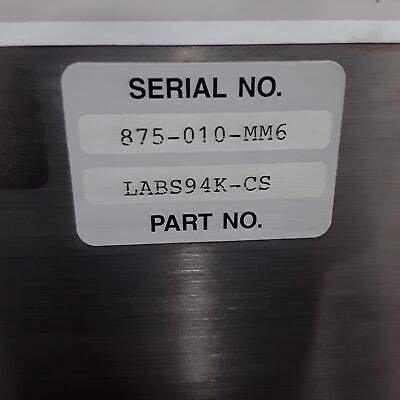 SERIAL NO.
875-010-MM6
LABS94K-CS
PART NO.